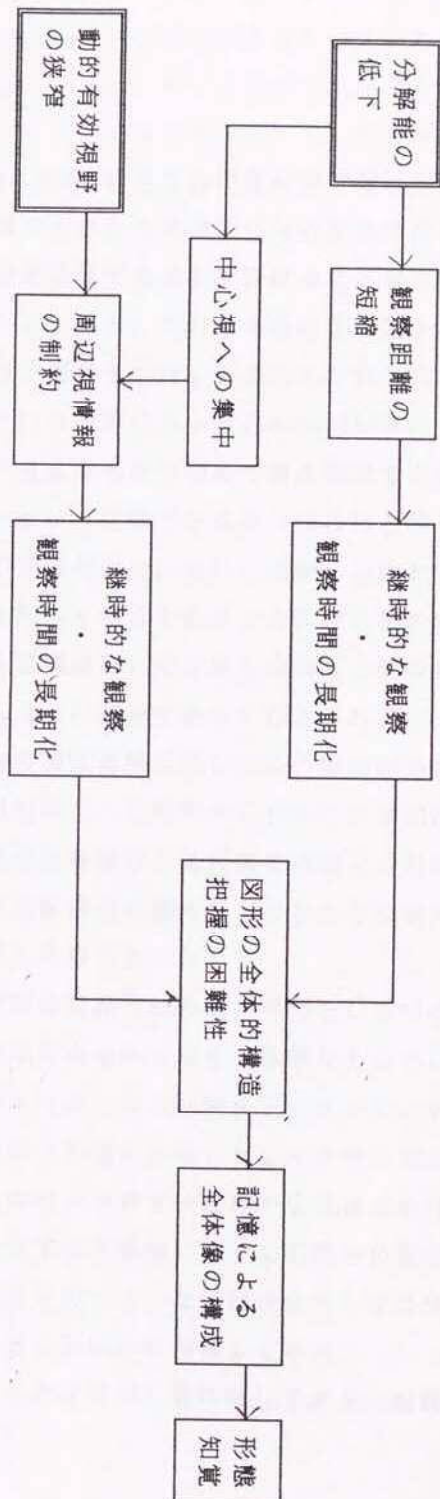 分解能の
低下
観察距離の
短縮
継時的な観察
・
観察時間の長期化
中心視への集中
動的有効視野
の狭窄
周辺視情報
の制約
継時的な観察
・
観察時間の長期化
図形の全体的構造
把握の困難性
記憶による
全体像の構成
形態
知覚